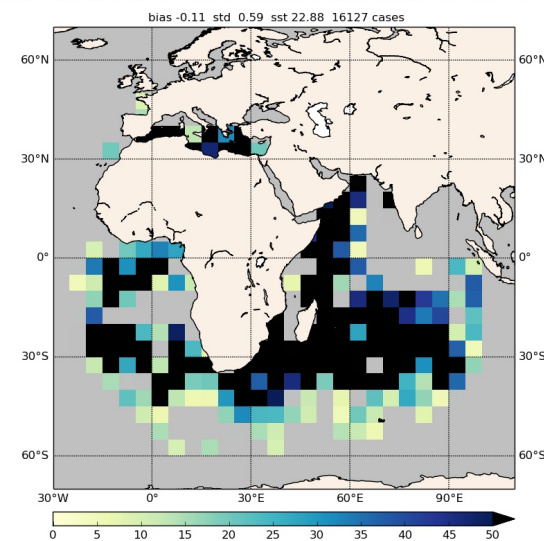 bias -0.11 std 0.59 sst 22.88 16127 cases
60°N 60°N
30°N 30°N
0° 0°
30°S 30°S
60°S 60°S
30°W 0° 30°E 60°E 90°E
0 5 10 15 20 25 30 35 40 45 50